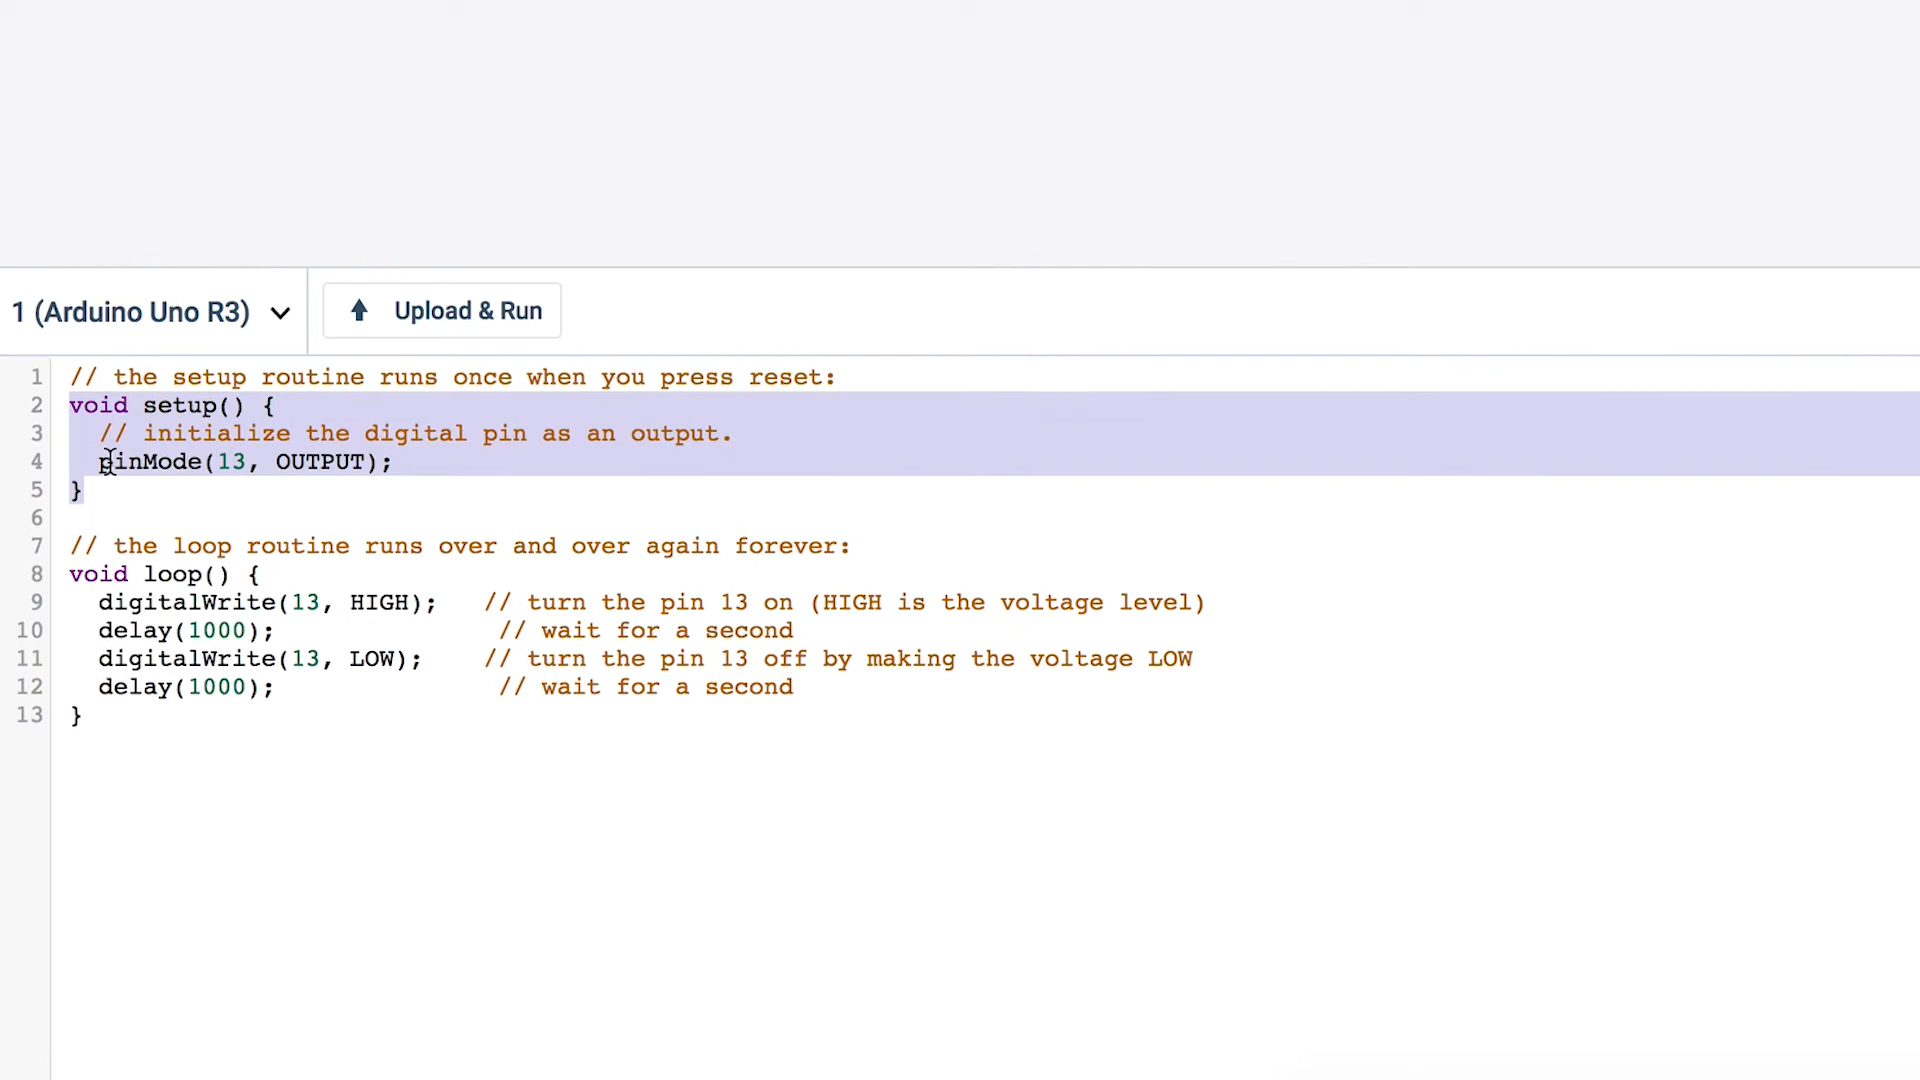 1 (Arduino Uno R3) Upload & Run
1 // the setup routine runs once when you press reset:
2 void setup() {
3 // initialize the digital pin as an output.
4 pinMode(13, OUTPUT);
5 }
6
7 // the loop routine runs over and over again forever:
8 void loop() {
9 digitalWrite(13, HIGH); // turn the pin 13 on (HIGH is the voltage level)
10 delay(1000); // wait for a second
11 digitalWrite(13, LOW); // turn the pin 13 off by making the voltage LOW
12 delay(1000); // wait for a second
13 }